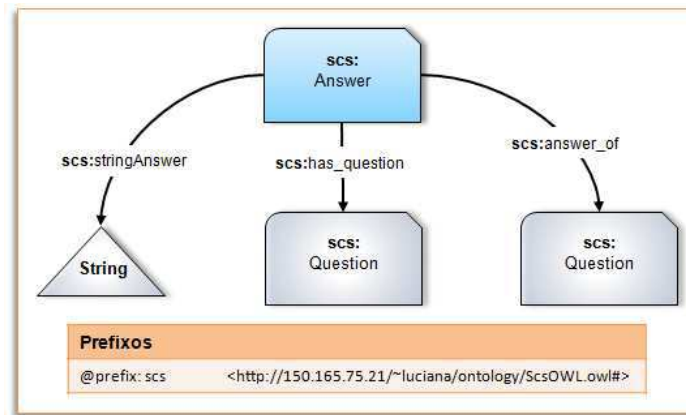 scs:
Answer
scs:stringAnswer
scs:has_question
scs:answer_of
String
scs:
Question
scs:
Question
Prefixos
@prefix: scs <http://150.165.75.21/~luciana/ontology/ScsOWL.owl#>